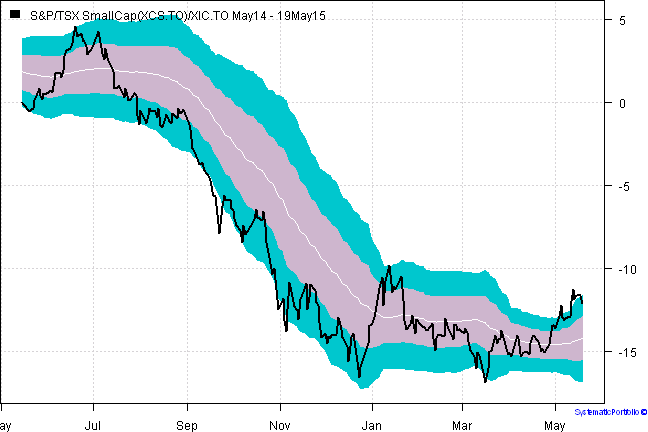 S&P/TSX SmallCap(XCS.TO)/XIC.TO May14 - 19May15
5
0
-5
-10
-15
ay Jul Sep Nov Jan Mar May
SystematicPortfolio ©